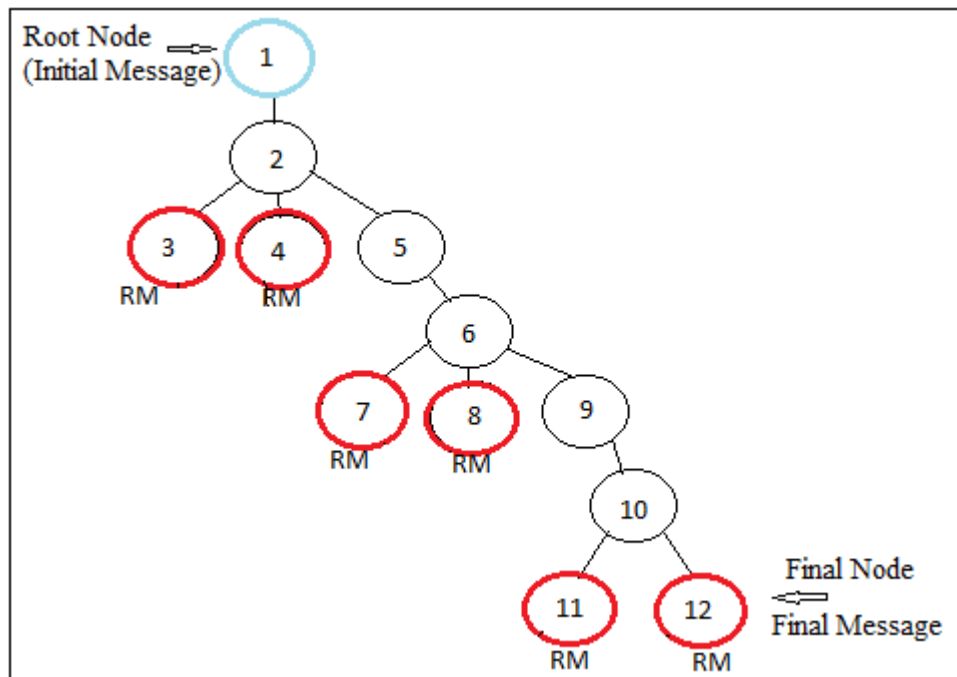 Root Node
(Initial Message)
1
2
3
4
5
RM
RM
6
7
8
9
RM
RM
10
11
12
Final Node
Final Message
RM
RM